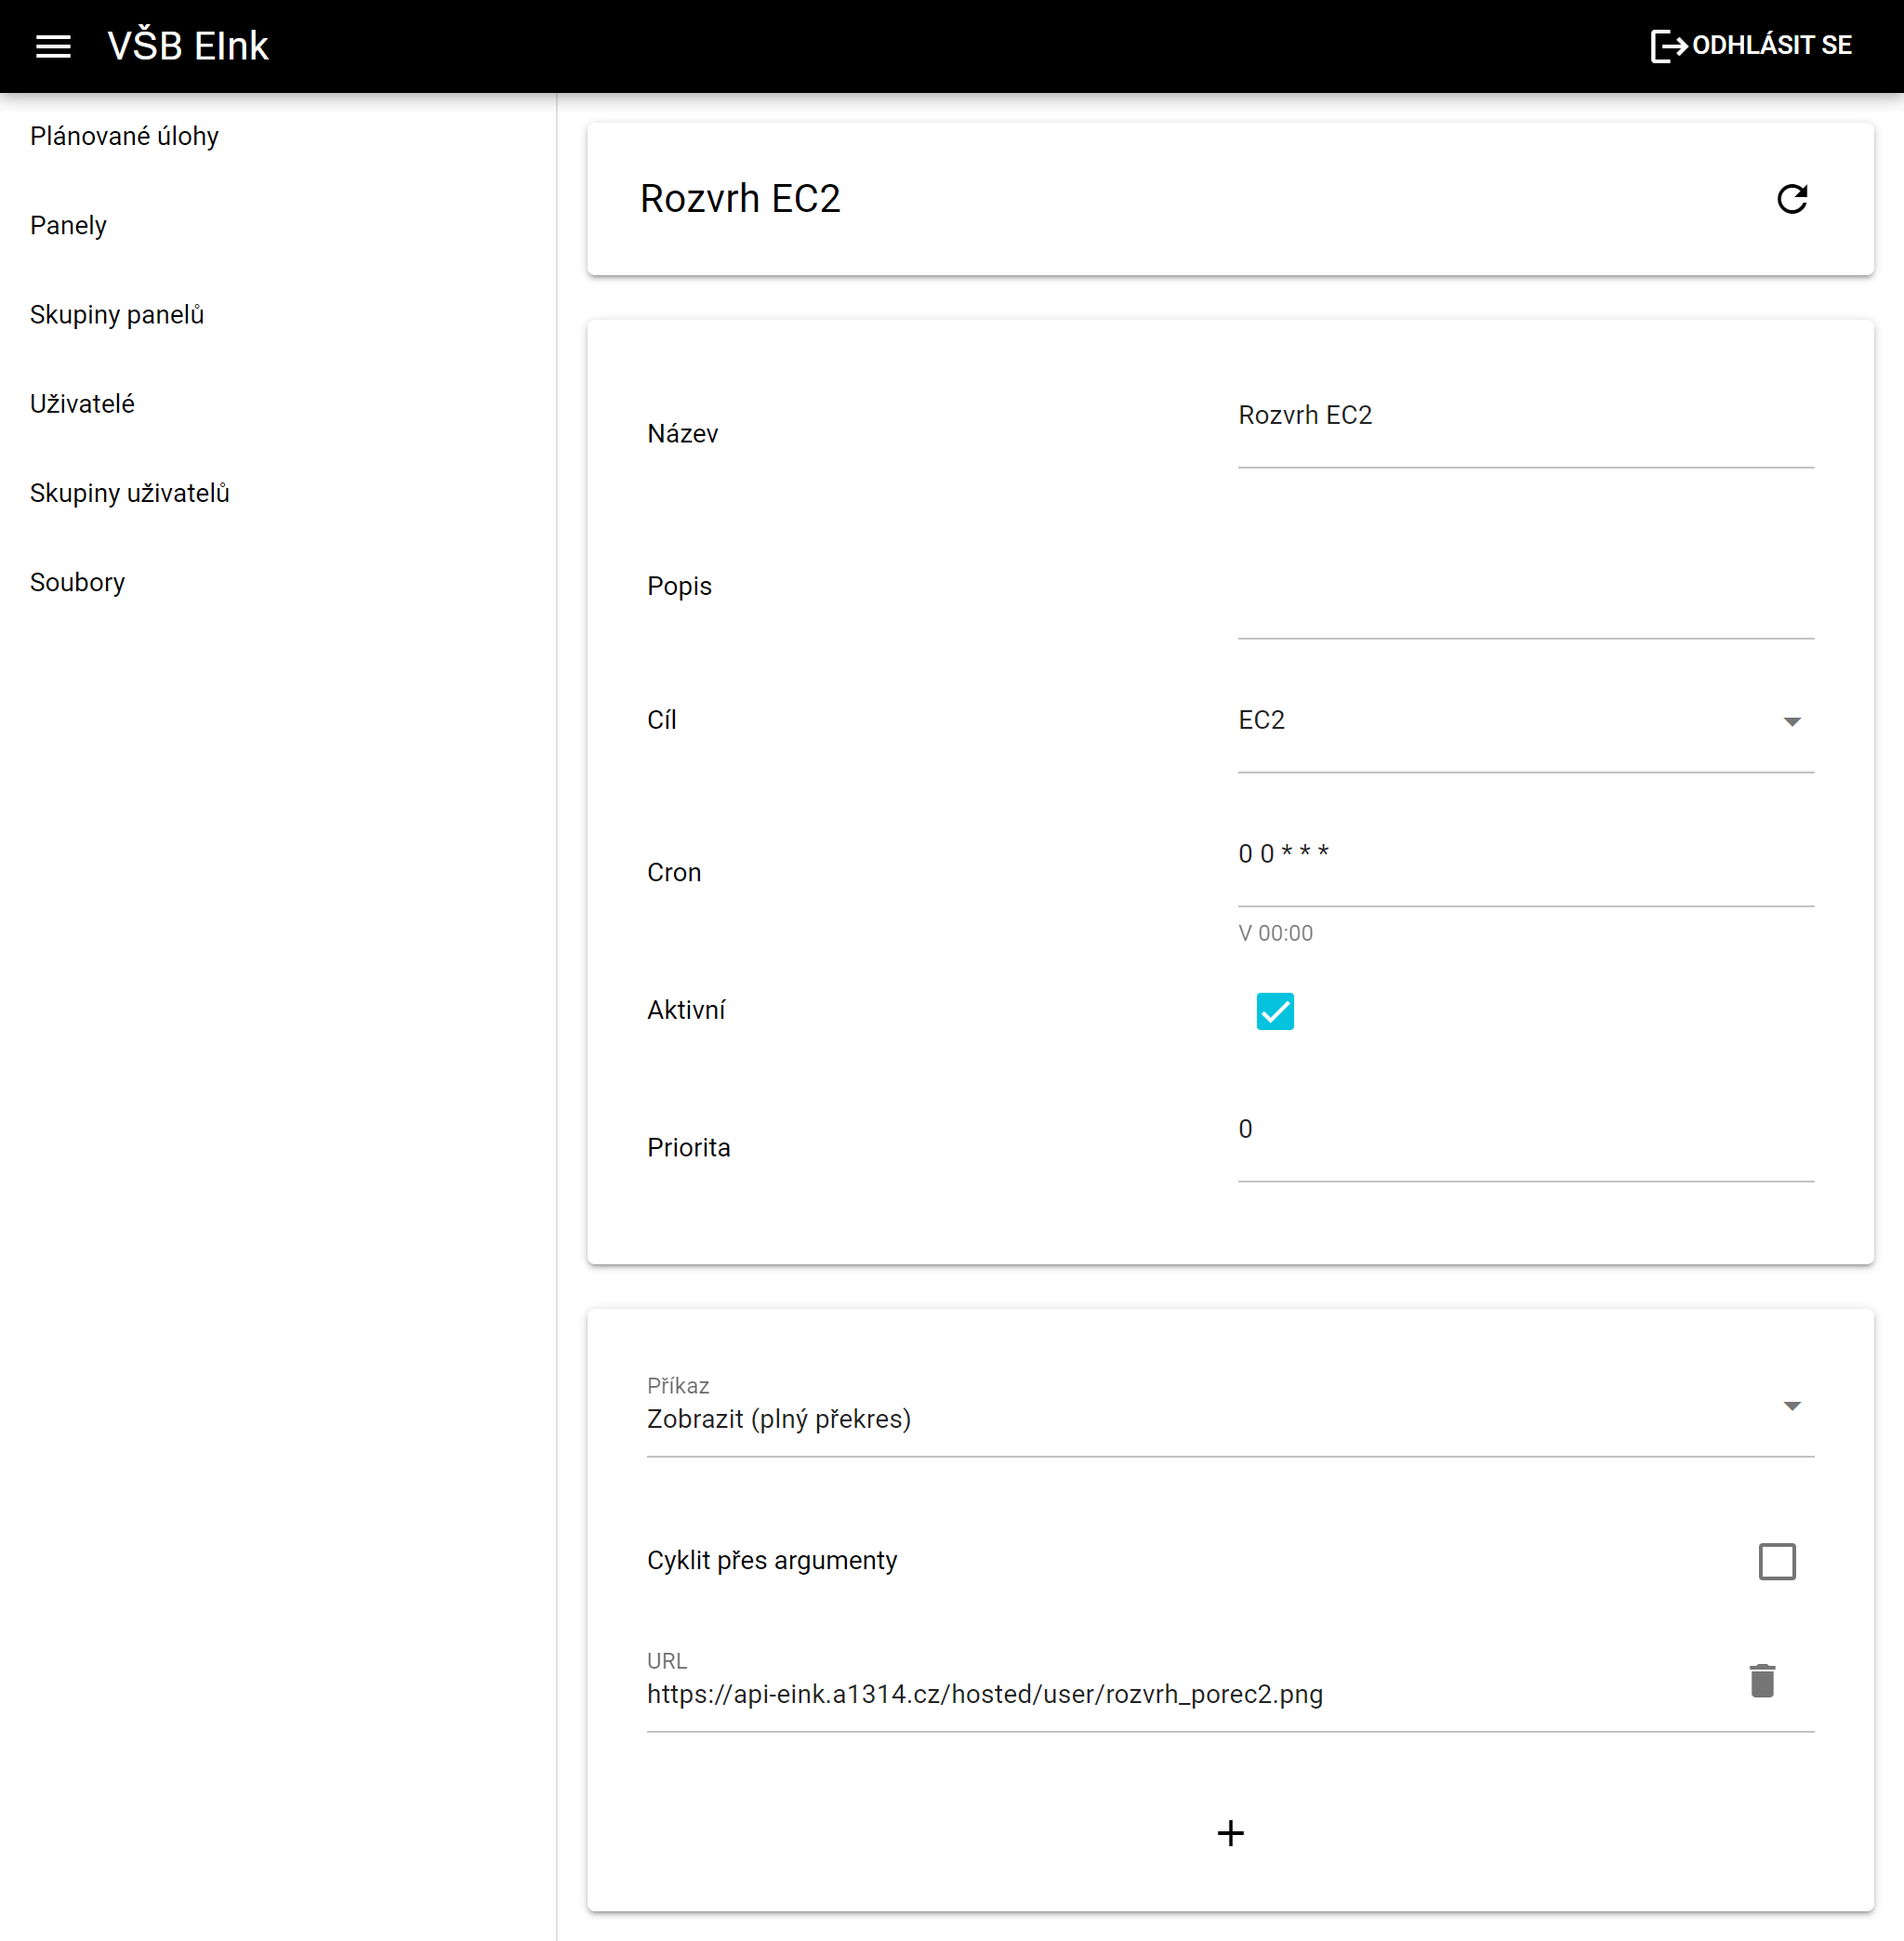 VŠB EInk
ODHLÁSIT SE
Plánované úlohy
Panely
Skupiny panelů
Uživatelé
Skupiny uživatelů
Soubory
Rozvrh EC2
Název
Rozvrh EC2
Popis
Cíl
EC2
Cron
0 0 * * *
V 00:00
Aktivní
Priorita
0
Příkaz
Zobrazit (plný překres)
Cyklit přes argumenty
URL
https://api-eink.a1314.cz/hosted/user/rozvrh_porec2.png